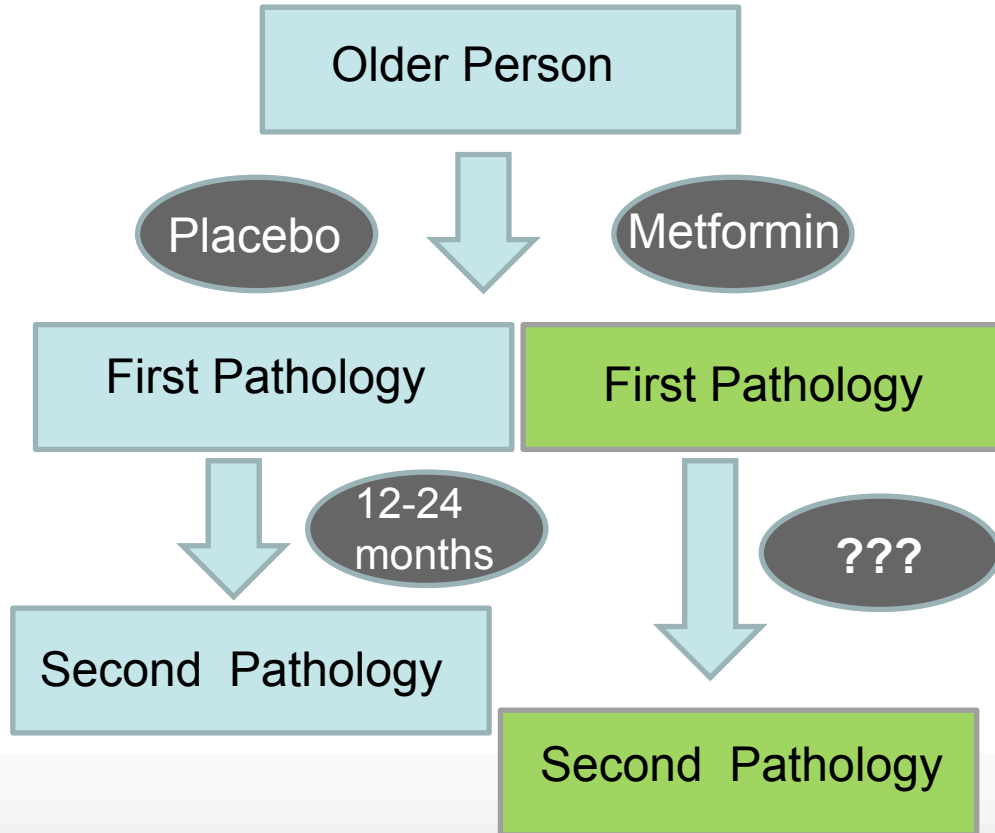 Older Person
Placebo
Metformin
First Pathology
First Pathology
12-24
months
???
Second Pathology
Second Pathology